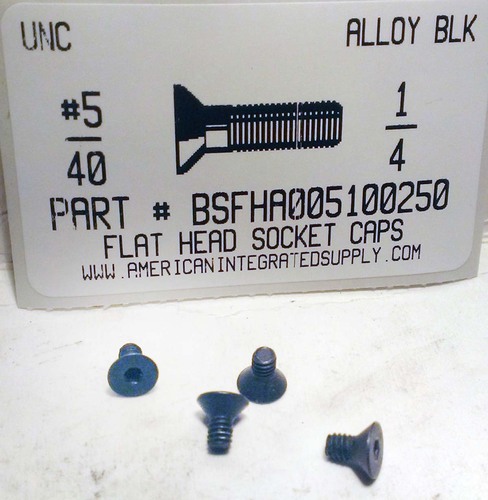 UNC
ALLOY BLK
#5
40
1
4
PART # BSFHA005100250
FLAT HEAD SOCKET CAPS
WWW.AMERICANINTEGRATEDSUPPLY.COM